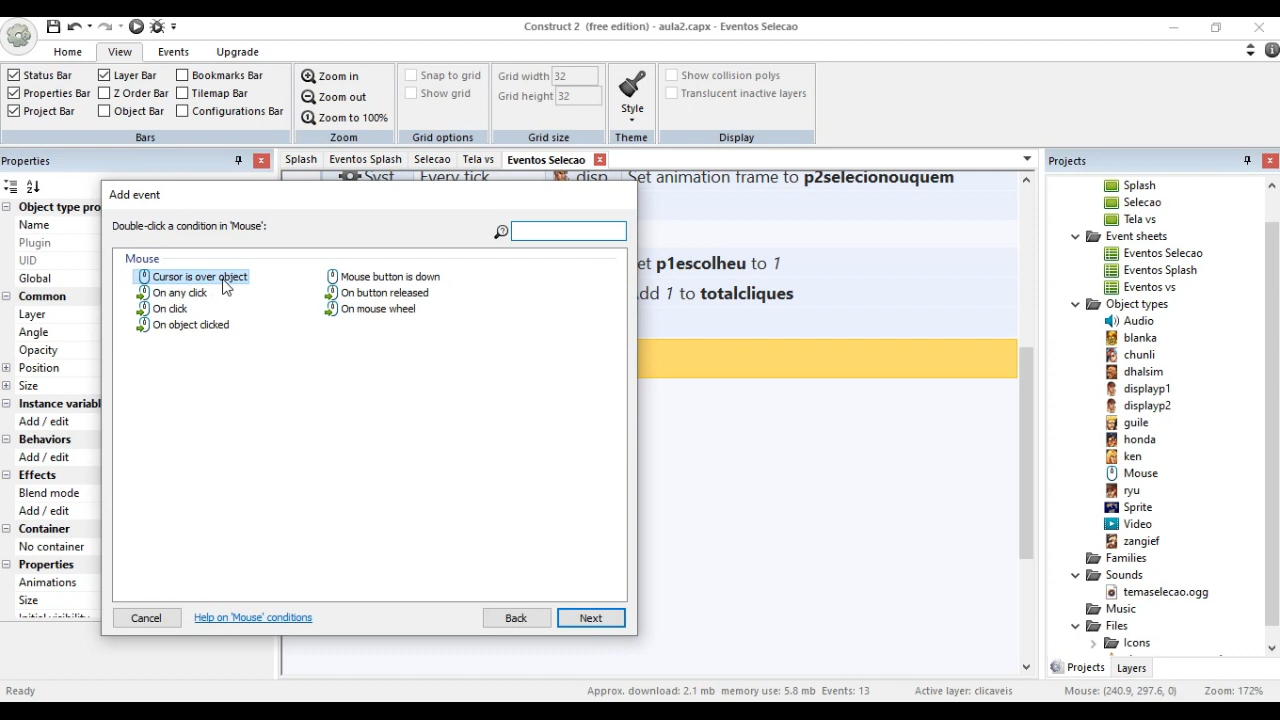 Construct 2 (free edition) - aula2.capx - Eventos Selecao
Home View Events Upgrade
Status Bar Layer Bar Bookmarks Bar
Properties Bar Z Order Bar Tilemap Bar
Project Bar Object Bar Configurations Bar
Bars
Zoom in
Zoom out
Zoom to 100%
Zoom
Snap to grid
Show grid
Grid options
Grid width 32
Grid height 32
Grid size
Style
Theme
Show collision polys
Translucent inactive layers
Display
Properties
Splash Eventos Splash Selecao Tela vs Eventos Selecao
Projects
Object type pro
Name
Plugin
UID
Global
Common
Layer
Angle
Opacity
Position
Size
Instance variabl
Add / edit
Behaviors
Add / edit
Effects
Blend mode
Add / edit
Container
No container
Properties
Animations
Size
Initial visibility
Syst Every tick disp Set animation frame to p2selecionouquem
et p1escolheu to 1
dd 1 to totalcliques
Add event
Double-click a condition in 'Mouse':
Mouse
Cursor is over object Mouse button is down
On any click On button released
On click On mouse wheel
On object clicked
Cancel Help on 'Mouse' conditions Back Next
Splash
Selecao
Tela vs
Event sheets
Eventos Selecao
Eventos Splash
Eventos vs
Object types
Audio
blanka
chunli
dhalsim
displayp1
displayp2
guile
honda
ken
Mouse
ryu
Sprite
Video
zangief
Families
Sounds
temaselecao.ogg
Music
Files
Icons
Projects Layers
Ready Approx. download: 2.1 mb memory use: 5.8 mb Events: 13 Active layer: clicaveis Mouse: (240.9, 297.6, 0) Zoom: 172%